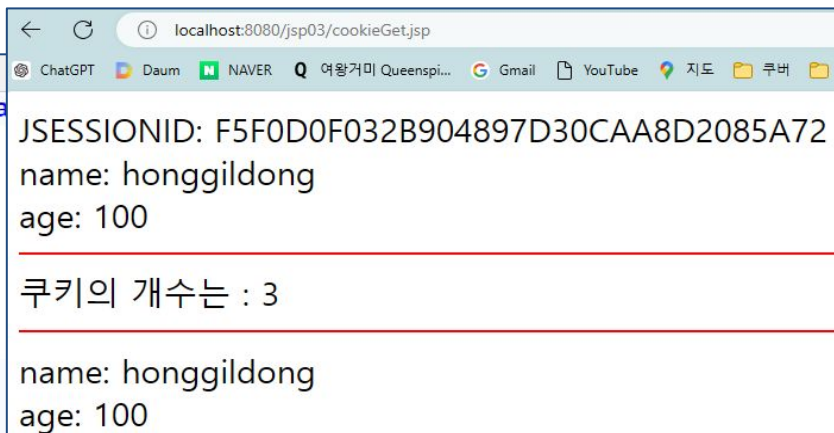 localhost:8080/jsp03/cookieGet.jsp
ChatGPT Daum NAVER 여왕거미 Queenspi... Gmail YouTube 지도 쿠버
JSESSIONID: F5F0D0F032B904897D30CAA8D2085A72
name: honggildong
age: 100
쿠키의 개수는 : 3
name: honggildong
age: 100